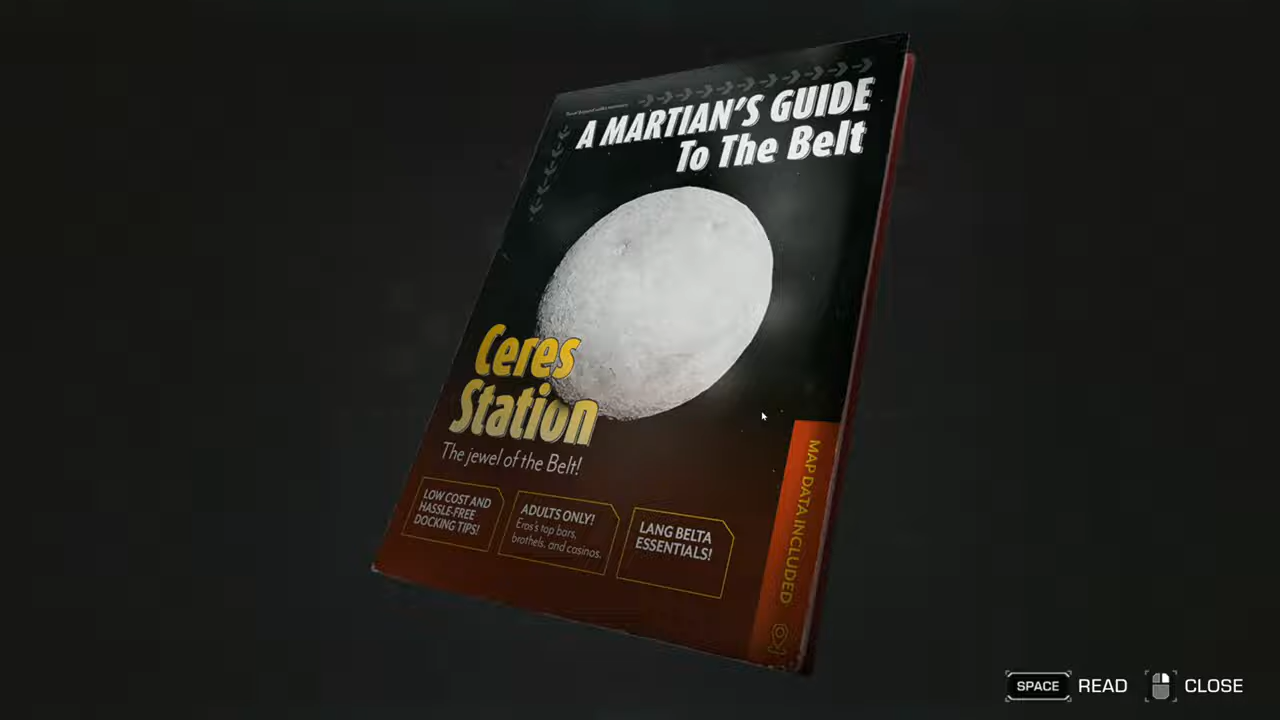 A MARTIAN'S GUIDE
To The Belt
Ceres
Station
The jewel of the Belt!
LOW COST AND
HASSLE-FREE
DOCKING TIPS!
ADULTS ONLY!
Eros's top bars,
brothels, and casinos.
LANG BELTA
ESSENTIALS!
MAP DATA INCLUDED
SPACE READ CLOSE